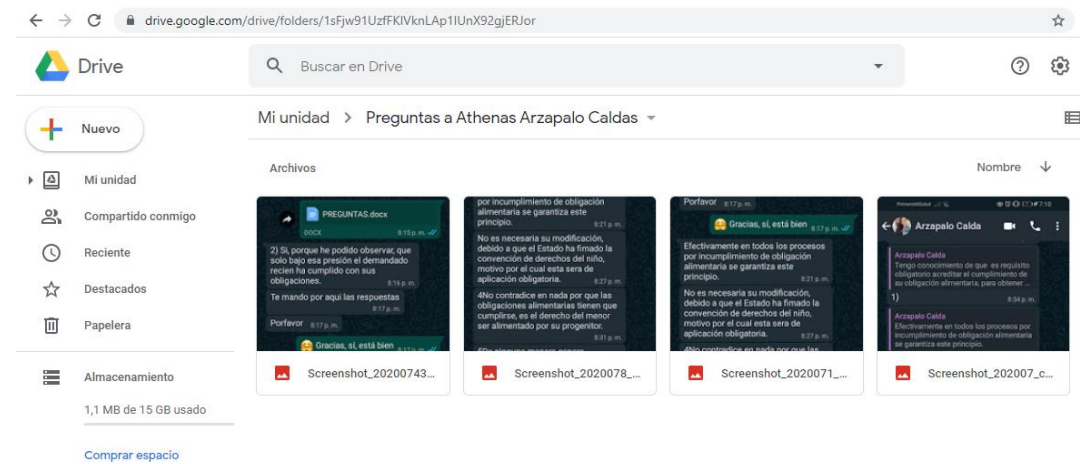 drive.google.com/drive/folders/1sFjw91UzfFKlVknLAp1IUnX92gjERJor
Drive
Buscar en Drive
Nuevo
Mi unidad > Preguntas a Athenas Arzapalo Caldas
Mi unidad
Compartido conmigo
Reciente
Destacados
Papelera
Almacenamiento
1,1 MB de 15 GB usado
Comprar espacio
Archivos
Nombre
PREGUNTAS.docx
DOCX
8:15 p. m.
2) Si, porque he podido observar, que
solo bajo esa presión el demandado
recien ha cumplido con sus
obligaciones.
8:16 p. m.
Te mando por aqui las respuestas
8:17 p. m.
Porfavor 8:17 p. m.
Gracias, sí, está bien
Screenshot_20200743...
por incumplimiento de obligación
alimentaria se garantiza este
principio.
8:21 p. m.
No es necesaria su modificación,
debido a que el Estado ha fimado la
convención de derechos del niño,
motivo por el cual esta sera de
aplicación obligatoria.
8:27 p. m.
4No contradice en nada por que las
obligaciones alimentarias tienen que
cumplirse, es el derecho del menor
ser alimentado por su progenitor.
8:31 p. m.
Screenshot_2020078_...
Porfavor 8:17 p. m.
Gracias, sí, está bien 8:17 p. m.
Efectivamente en todos los procesos
por incumplimiento de obligación
alimentaria se garantiza este
principio.
8:21 p. m.
No es necesaria su modificación,
debido a que el Estado ha fimado la
convención de derechos del niño,
motivo por el cual esta sera de
aplicación obligatoria.
8:27 p. m.
4No contradice en nada por que las
Screenshot_2020071_...
7:10
Arzapalo Calda
Arzapalo Calda
Tengo conocimiento de que es requisito
obligatorio acreditar el cumplimiento de
su obligación alimentaria, para obtener ...
1)
8:34 p. m.
Arzapalo Calda
Efectivamente en todos los procesos por
incumplimiento de obligación alimentaria
se garantiza este principio.
Screenshot_202007_c...